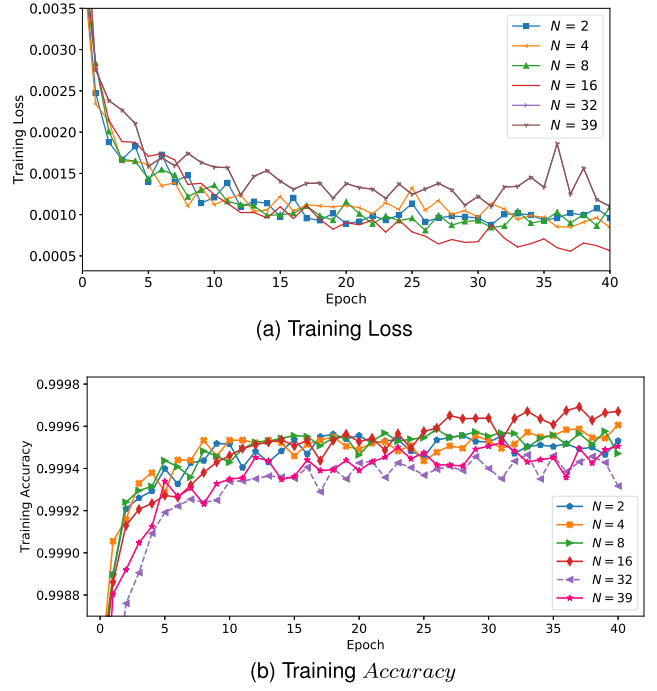 0.0035
0.0030
0.0025
0.0020
0.0015
0.0010
0.0005
Training Loss
N = 2
N = 4
N = 8
N = 16
N = 32
N = 39
0 5 10 15 20 25 30 35 40
Epoch
(a) Training Loss
0.9998
0.9996
0.9994
0.9992
0.9990
0.9988
Training Accuracy
N = 2
N = 4
N = 8
N = 16
N = 32
N = 39
0 5 10 15 20 25 30 35 40
Epoch
(b) Training Accuracy